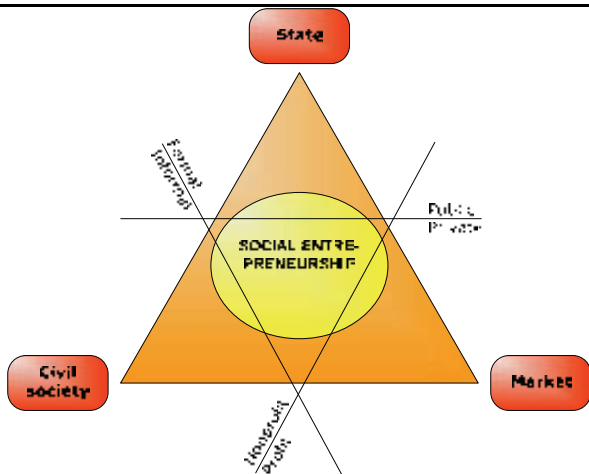 State
Formal
Informal
Public
Private
SOCIAL ENTRE-
PRENEURSHIP
Civil
society
Market
Nonprofit
Profit